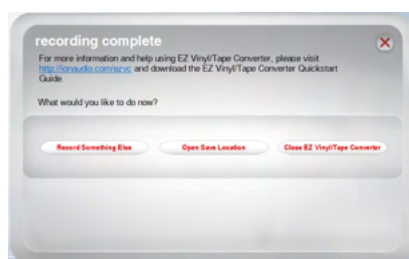 recording complete
For more information and help using EZ Vinyl/Tape Converter, please visit
http://ionaudio.com/ezvc and download the EZ Vinyl/Tape Converter Quickstart
Guide.
What would you like to do now?
Record Something Else
Open Save Location
Close EZ Vinyl/Tape Converter